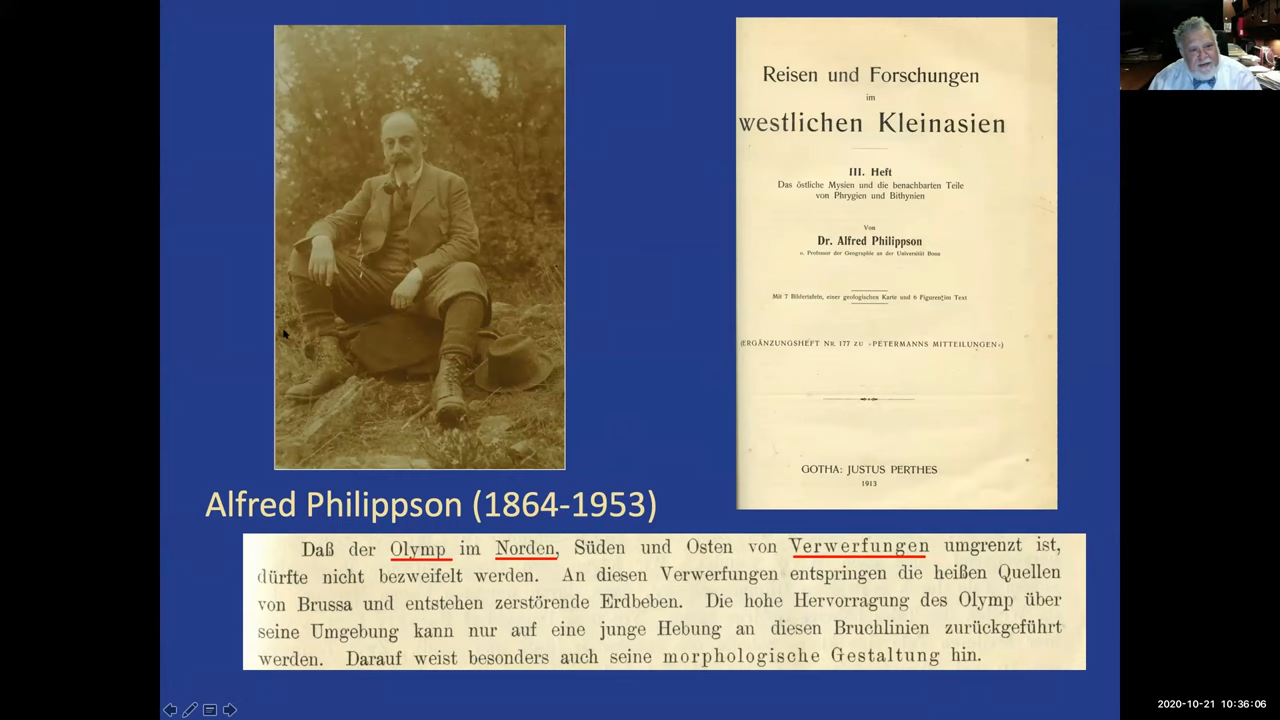 Reisen und Forschungen
im
westlichen Kleinasien
III. Heft
Das östliche Mysien und die benachbarten Teile
von Phrygien und Bithynien
Von
Dr. Alfred Philippson
o. Professor der Geographie an der Universität Bonn
Mit 7 Bildertafeln, einer geologischen Karte und 6 Figuren im Text
(ERGÄNZUNGSHEFT NR. 177 ZU »PETERMANNS MITTEILUNGEN«)
GOTHA: JUSTUS PERTHES
1913
Alfred Philippson (1864-1953)
Daß der Olymp im Norden, Süden und Osten von Verwerfungen umgrenzt ist,
dürfte nicht bezweifelt werden. An diesen Verwerfungen entspringen die heißen Quellen
von Brussa und entstehen zerstörende Erdbeben. Die hohe Hervorragung des Olymp über
seine Umgebung kann nur auf eine junge Hebung an diesen Bruchlinien zurückgeführt
werden. Darauf weist besonders auch seine morphologische Gestaltung hin.
2020-10-21 10:36:06